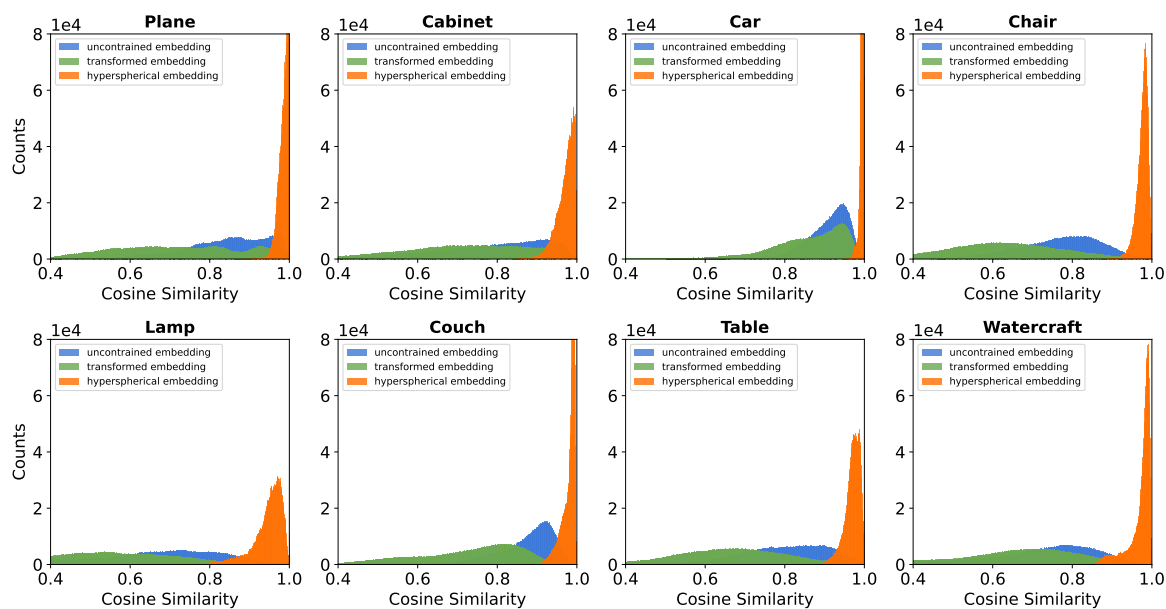 Plane
Cabinet
Car
Chair
1e4
uncontrained embedding
transformed embedding
hyperspherical embedding
8
6
4
2
0
Counts
0.4 0.6 0.8 1.0
Cosine Similarity
1e4
uncontrained embedding
transformed embedding
hyperspherical embedding
8
6
4
2
0
0.4 0.6 0.8 1.0
Cosine Similarity
1e4
uncontrained embedding
transformed embedding
hyperspherical embedding
8
6
4
2
0
0.4 0.6 0.8 1.0
Cosine Similarity
1e4
uncontrained embedding
transformed embedding
hyperspherical embedding
8
6
4
2
0
0.4 0.6 0.8 1.0
Cosine Similarity
Lamp
Couch
Table
Watercraft
1e4
uncontrained embedding
transformed embedding
hyperspherical embedding
8
6
4
2
0
Counts
0.4 0.6 0.8 1.0
Cosine Similarity
1e4
uncontrained embedding
transformed embedding
hyperspherical embedding
8
6
4
2
0
0.4 0.6 0.8 1.0
Cosine Similarity
1e4
uncontrained embedding
transformed embedding
hyperspherical embedding
8
6
4
2
0
0.4 0.6 0.8 1.0
Cosine Similarity
1e4
uncontrained embedding
transformed embedding
hyperspherical embedding
8
6
4
2
0
0.4 0.6 0.8 1.0
Cosine Similarity